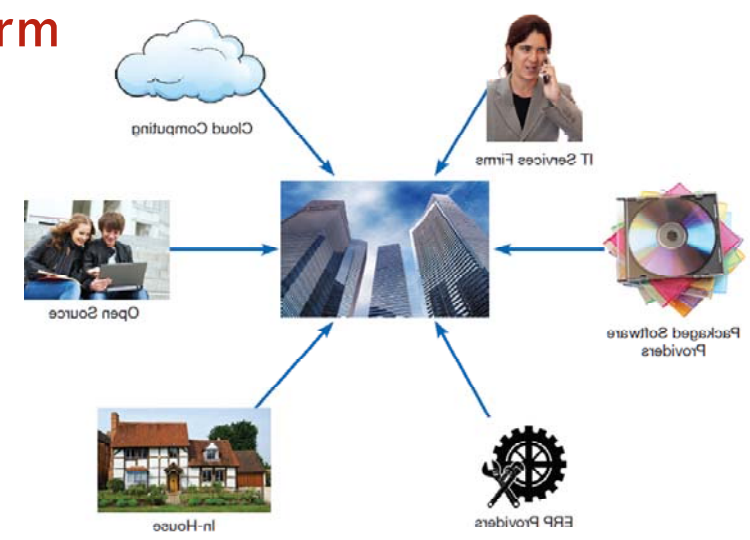 rm
Cloud Computing
IT Services Firms
Open Source
Packaged Software
Providers
In-House
ERP Providers